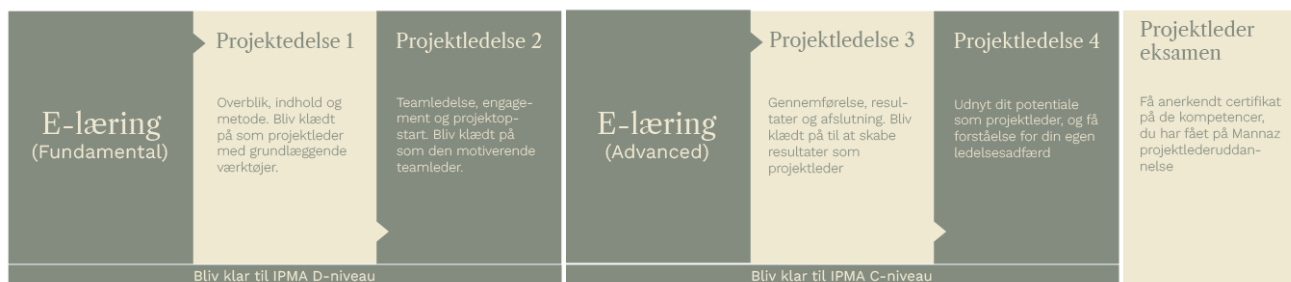 E-læring
(Fundamental)
Projektedelse 1
Overblik, indhold og
metode. Bliv klædt
på som projektleder
med grundlæggende
værktøjer.
Projektledelse 2
Teamledelse, engage-
ment og projektop-
start. Bliv klædt på
som den motiverende
teamleder.
Bliv klar til IPMA D-niveau
E-læring
(Advanced)
Projektledelse 3
Gennemførelse, resul-
tater og afslutning. Bliv
klædt på til at skabe
resultater som
projektleder
Projektledelse 4
Udnyt dit potentiale
som projektleder, og få
forståelse for din egen
ledelsesadfærd
Bliv klar til IPMA C-niveau
Projektleder
eksamen
Få anerkendt certifikat
på de kompetencer,
du har fået på Mannaz
projektlederuddan-
nelse